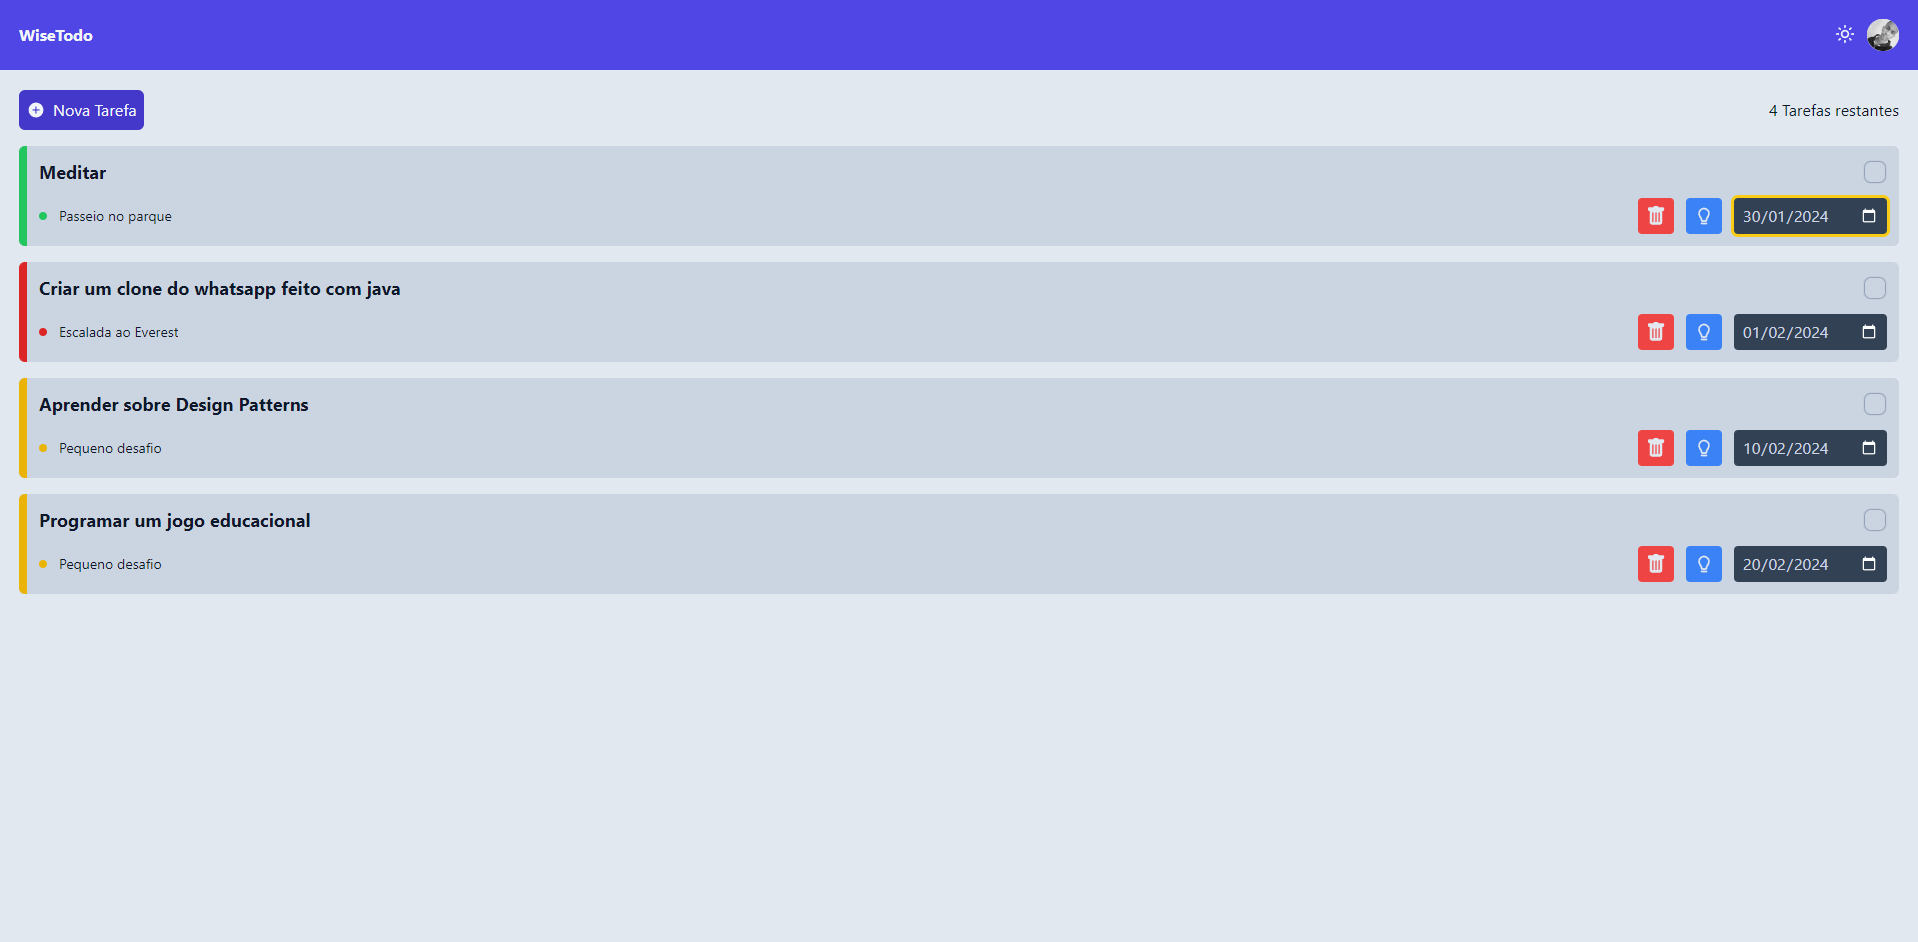 WiseTodo
Nova Tarefa
4 Tarefas restantes
Meditar
Passeio no parque
30/01/2024
Criar um clone do whatsapp feito com java
Escalada ao Everest
01/02/2024
Aprender sobre Design Patterns
Pequeno desafio
10/02/2024
Programar um jogo educacional
Pequeno desafio
20/02/2024